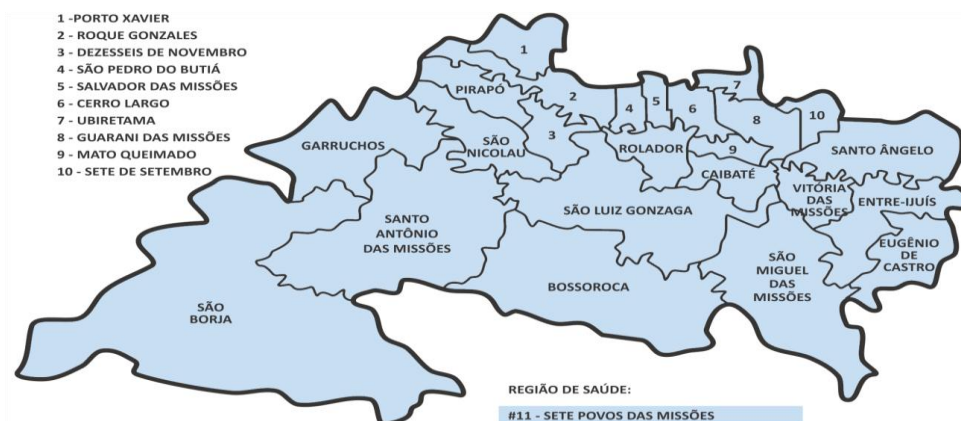 1 -PORTO XAVIER
2 - ROQUE GONZALES
3 - DEZESSEIS DE NOVEMBRO
4 - SÃO PEDRO DO BUTIÁ
5 - SALVADOR DAS MISSÕES
6 - CERRO LARGO
7 - UBIRETAMA
8 - GUARANI DAS MISSÕES
9 - MATO QUEIMADO
10 - SETE DE SETEMBRO
1
PIRAPÓ
2
3
4
5
6
7
8
9
10
GARRUCHOS
SÃO
NICOLAU
ROLADOR
CAIBATÉ
SANTO ÂNGELO
VITÓRIA
DAS
MISSÕES
ENTRE-IJUÍS
SANTO
ANTÔNIO
DAS MISSÕES
SÃO LUIZ GONZAGA
EUGÊNIO
DE
CASTRO
SÃO
MIGUEL
DAS
MISSÕES
BOSSOROCA
SÃO
BORJA
REGIÃO DE SAÚDE:
#11 - SETE POVOS DAS MISSÕES